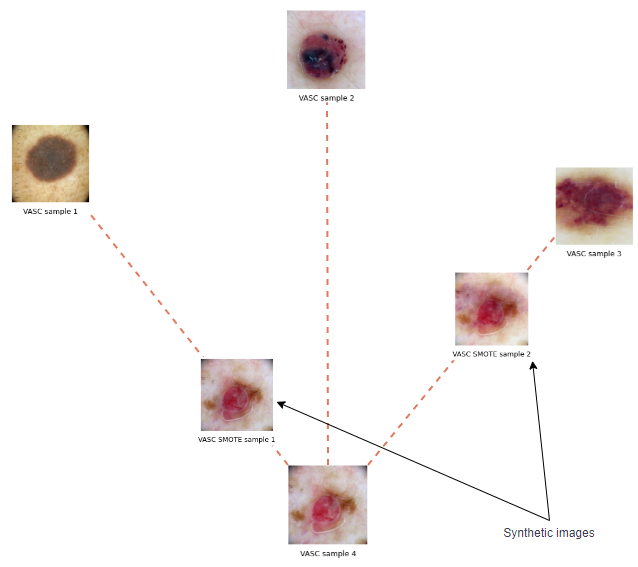 VASC sample 2
VASC sample 1
VASC sample 3
VASC SMOTE sample 2
VASC SMOTE sample 1
Synthetic images
VASC sample 4